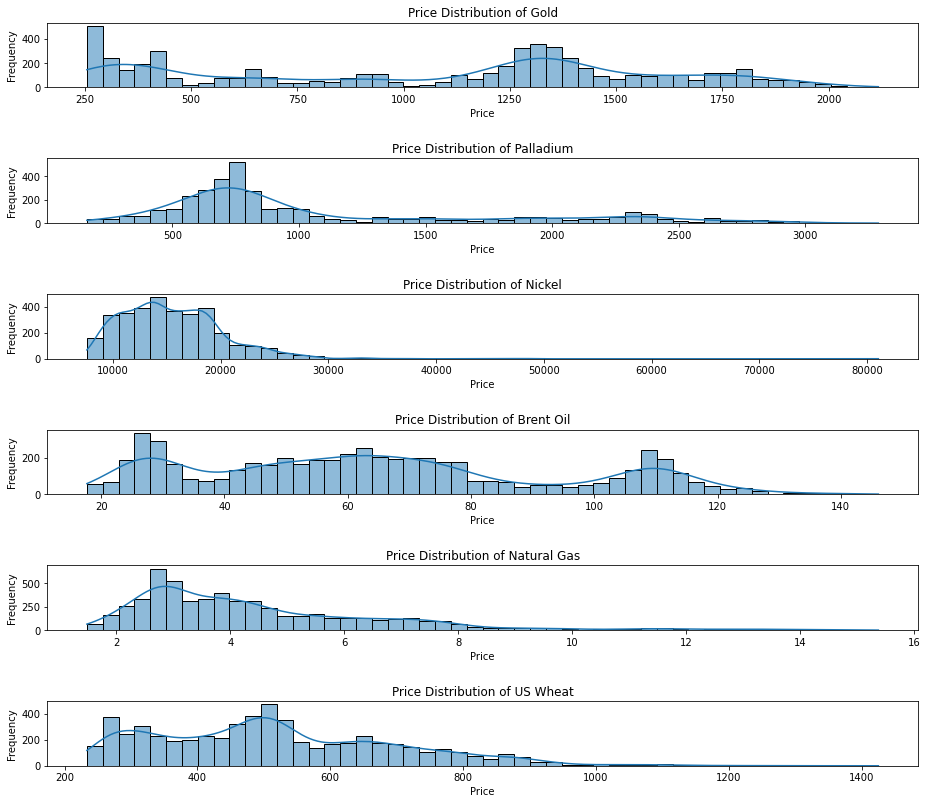 Price Distribution of Gold
Frequency
400
200
0
250 500 750 1000 1250 1500 1750 2000
Price
Price Distribution of Palladium
Frequency
400
200
0
500 1000 1500 2000 2500 3000
Price
Price Distribution of Nickel
Frequency
400
200
0
10000 20000 30000 40000 50000 60000 70000 80000
Price
Price Distribution of Brent Oil
Frequency
200
0
20 40 60 80 100 120 140
Price
Price Distribution of Natural Gas
Frequency
500
250
0
2 4 6 8 10 12 14 16
Price
Price Distribution of US Wheat
Frequency
400
200
0
200 400 600 800 1000 1200 1400
Price